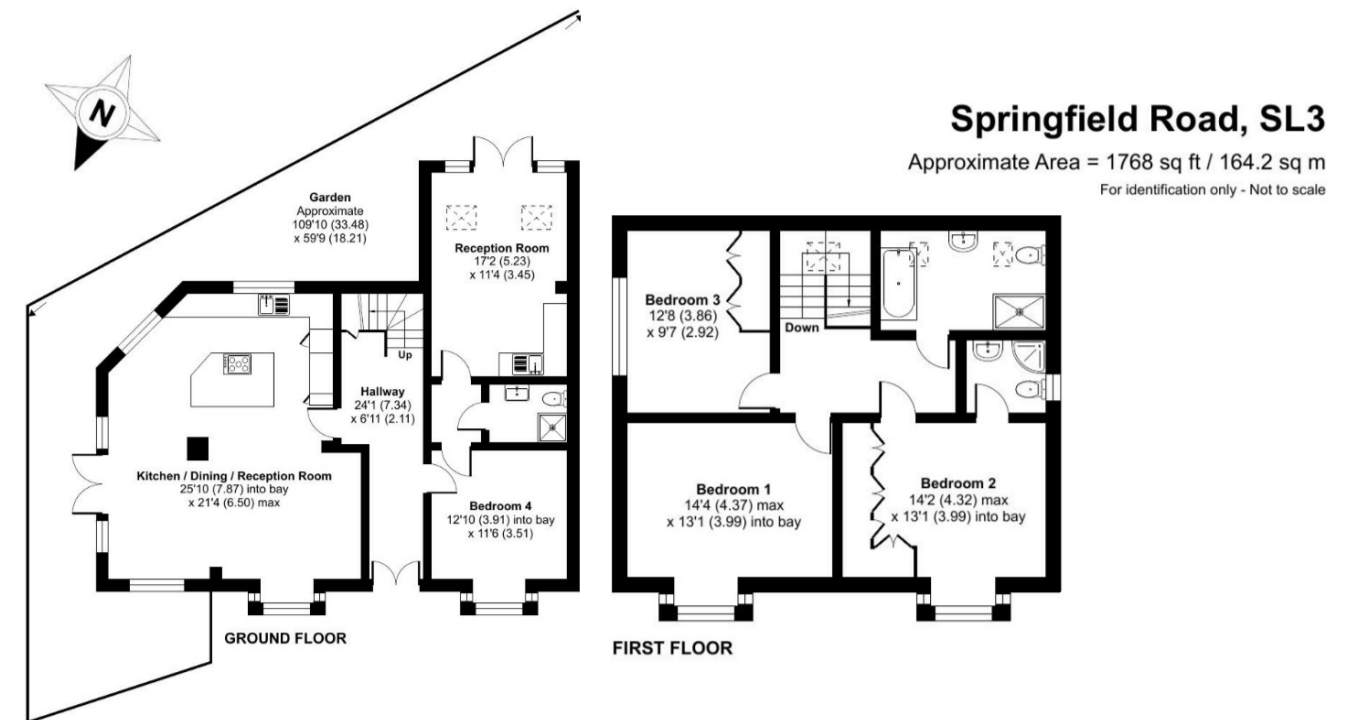 N
Springfield Road, SL3
Approximate Area = 1768 sq ft / 164.2 sq m
For identification only - Not to scale
Garden
Approximate
109'10 (33.48)
x 59'9 (18.21)
Reception Room
17'2 (5.23)
x 11'4 (3.45)
Up
Hallway
24'1 (7.34)
x 6'11 (2.11)
Kitchen / Dining / Reception Room
25'10 (7.87) into bay
x 21'4 (6.50) max
Bedroom 4
12'10 (3.91) into bay
x 11'6 (3.51)
GROUND FLOOR
Bedroom 3
12'8 (3.86)
x 9'7 (2.92)
Down
Bedroom 1
14'4 (4.37) max
x 13'1 (3.99) into bay
Bedroom 2
14'2 (4.32) max
x 13'1 (3.99) into bay
FIRST FLOOR